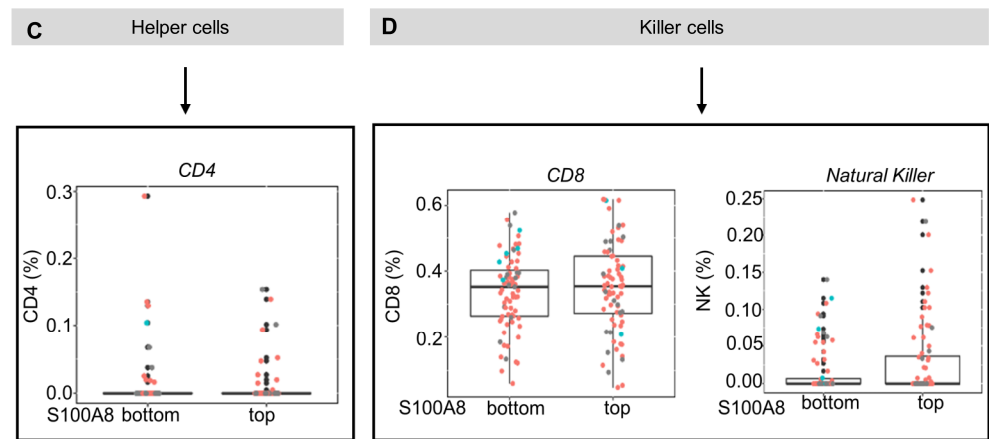 C Helper cells
D Killer cells
CD4
0.3
0.2
0.1
0.0
CD4 (%)
S100A8 bottom top
CD8
0.6
0.4
0.2
CD8 (%)
S100A8 bottom top
Natural Killer
0.25
0.20
0.15
0.10
0.05
0.00
NK (%)
S100A8 bottom top